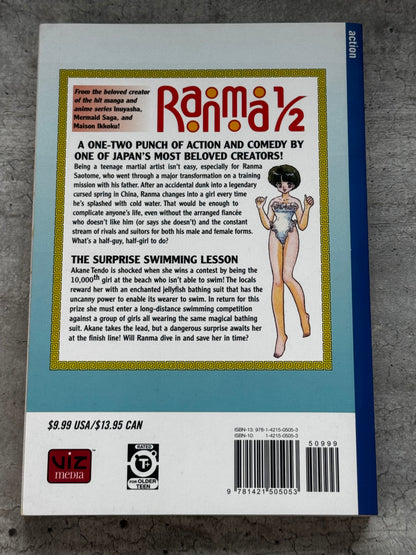 action
From the beloved creator
of the hit manga and
anime series Inuyasha,
Mermaid Saga, and
Maison Ikkoku!
Ranma 1/2
A ONE-TWO PUNCH OF ACTION AND COMEDY BY
ONE OF JAPAN'S MOST BELOVED CREATORS!
Being a teenage martial artist isn't easy, especially for Ranma
Saotome, who went through a major transformation on a training
mission with his father. After an accidental dunk into a legendary
cursed spring in China, Ranma changes into a girl every time
he's splashed with cold water. That would be enough to
complicate anyone's life, even without the arranged fiancée
who doesn't like him (or says she doesn't) and the constant
stream of rivals and suitors for both his male and female forms.
What's a half-guy, half-girl to do?
THE SURPRISE SWIMMING LESSON
Akane Tendo is shocked when she wins a contest by being the
10,000th girl at the beach who isn't able to swim! The locals
reward her with an enchanted jellyfish bathing suit that has the
uncanny power to enable its wearer to swim. In return for this
prize she must enter a long-distance swimming competition
against a group of girls all wearing the same magical bathing
suit. Akane takes the lead, but a dangerous surprise awaits her
at the finish line! Will Ranma dive in and save her in time?
$9.99 USA/$13.95 CAN
VIZ
MEDIA
RATED
T+
FOR OLDER
TEEN
ISBN-13: 978-1-4215-0505-3
ISBN-10: 1-4215-0505-3
50999
9 781421 505053